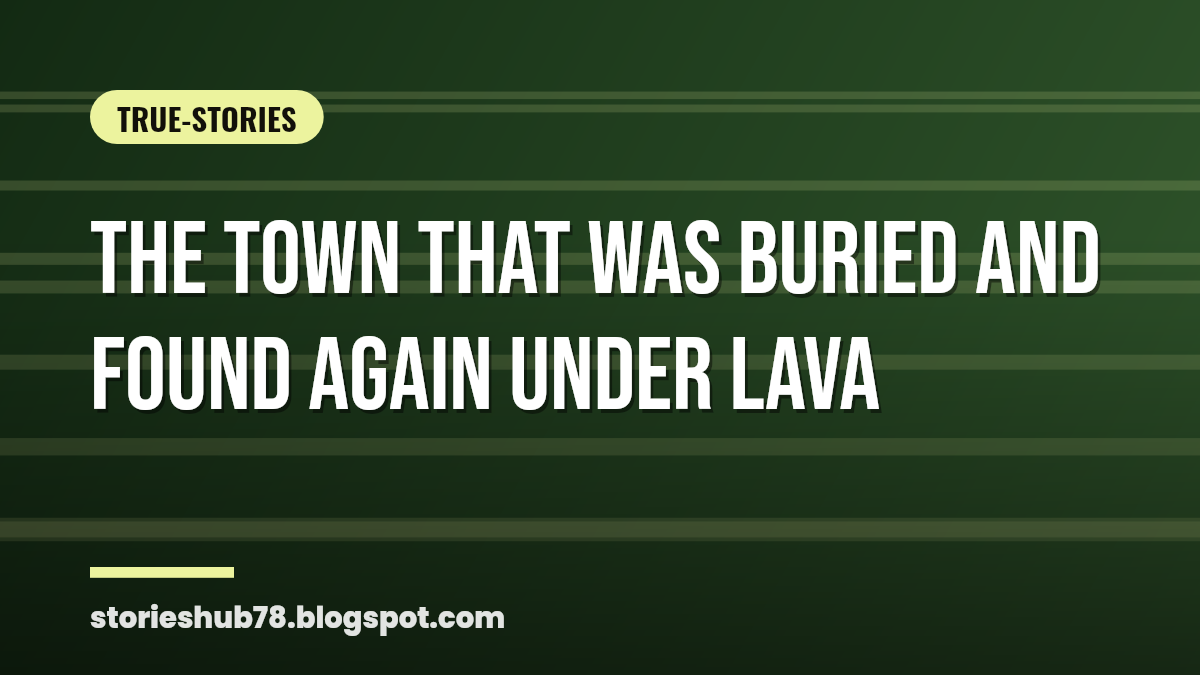 TRUE-STORIES
THE TOWN THAT WAS BURIED AND
FOUND AGAIN UNDER LAVA
storieshub78.blogspot.com